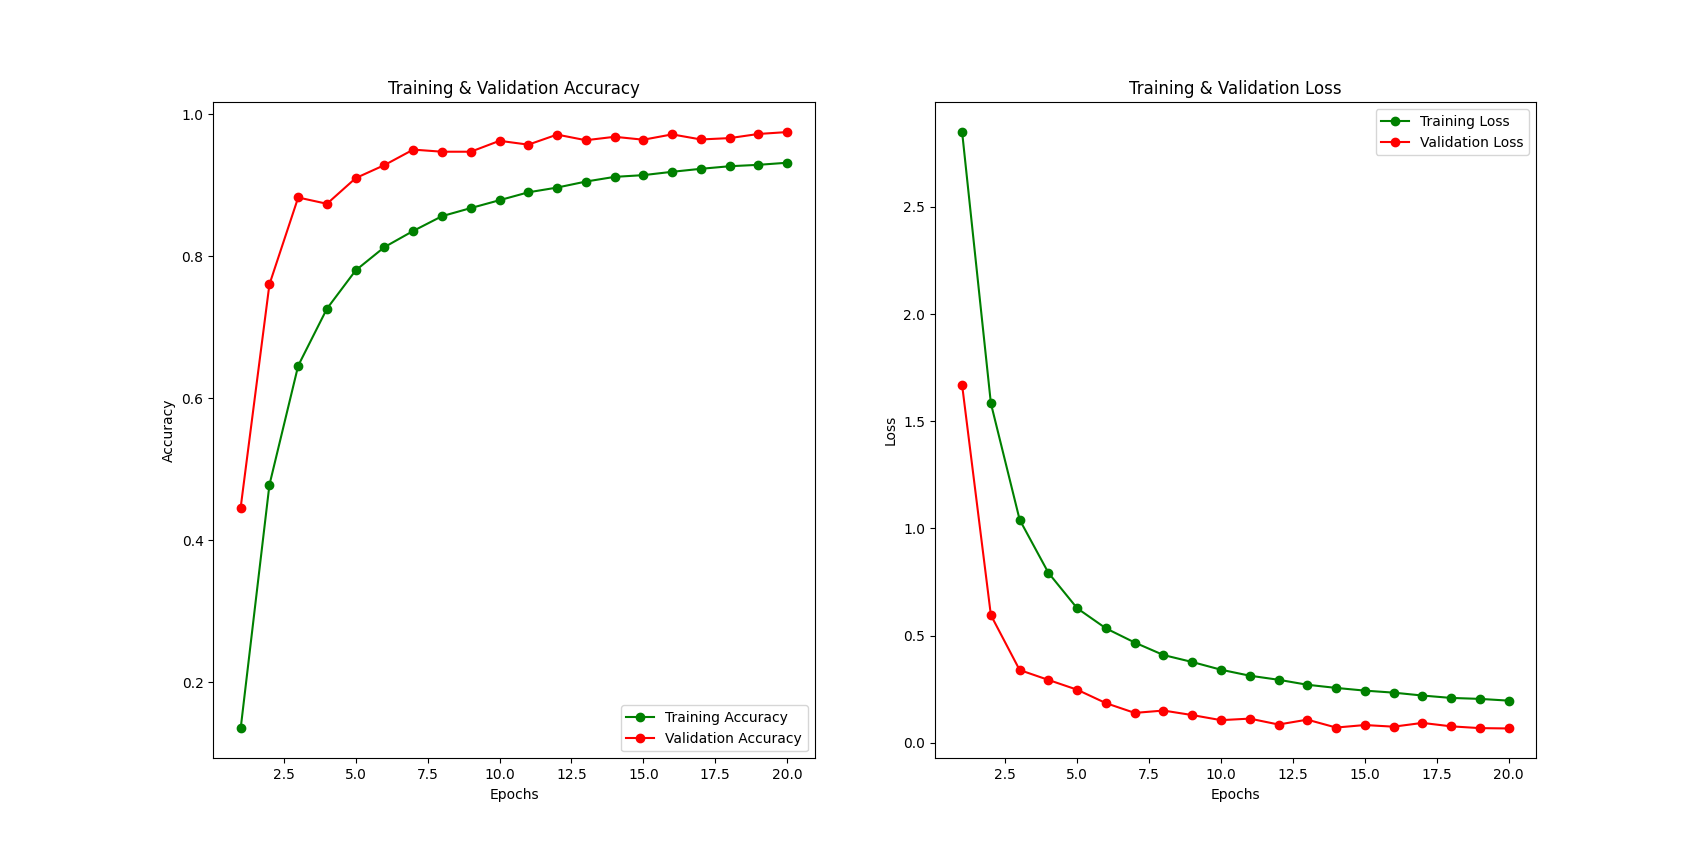 Training & Validation Accuracy
1.0
0.8
0.6
0.4
0.2
Accuracy
Training Accuracy
Validation Accuracy
2.5 5.0 7.5 10.0 12.5 15.0 17.5 20.0
Epochs
Training & Validation Loss
Training Loss
Validation Loss
2.5
2.0
1.5
1.0
0.5
0.0
Loss
2.5 5.0 7.5 10.0 12.5 15.0 17.5 20.0
Epochs